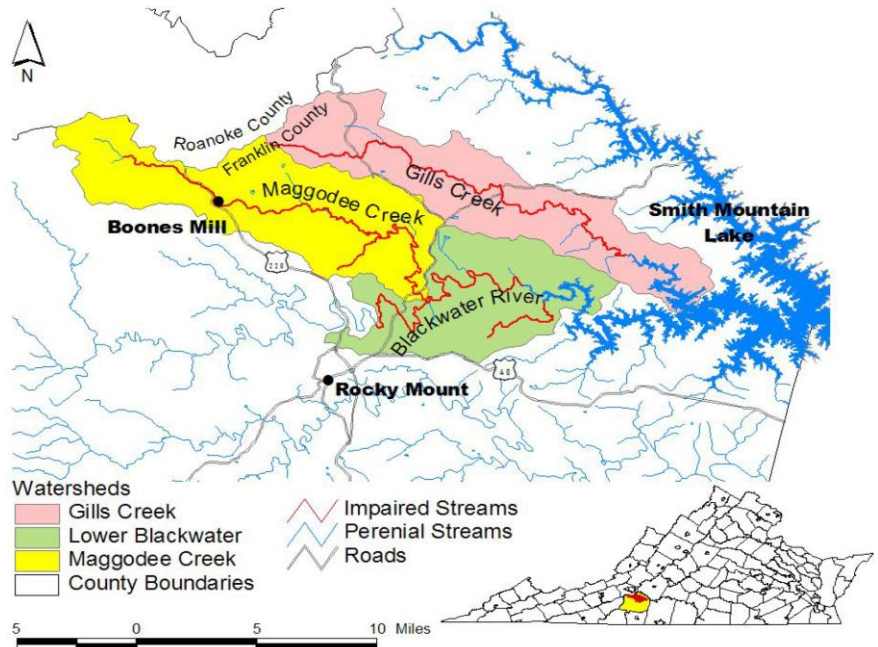 N
Roanoke County
Franklin County
Gills Creek
Maggodee Creek
Smith Mountain
Lake
Boones Mill
220
Blackwater River
40
Rocky Mount
Watersheds
Gills Creek
Lower Blackwater
Maggodee Creek
County Boundaries
Impaired Streams
Perenial Streams
Roads
5 0 5 10 Miles